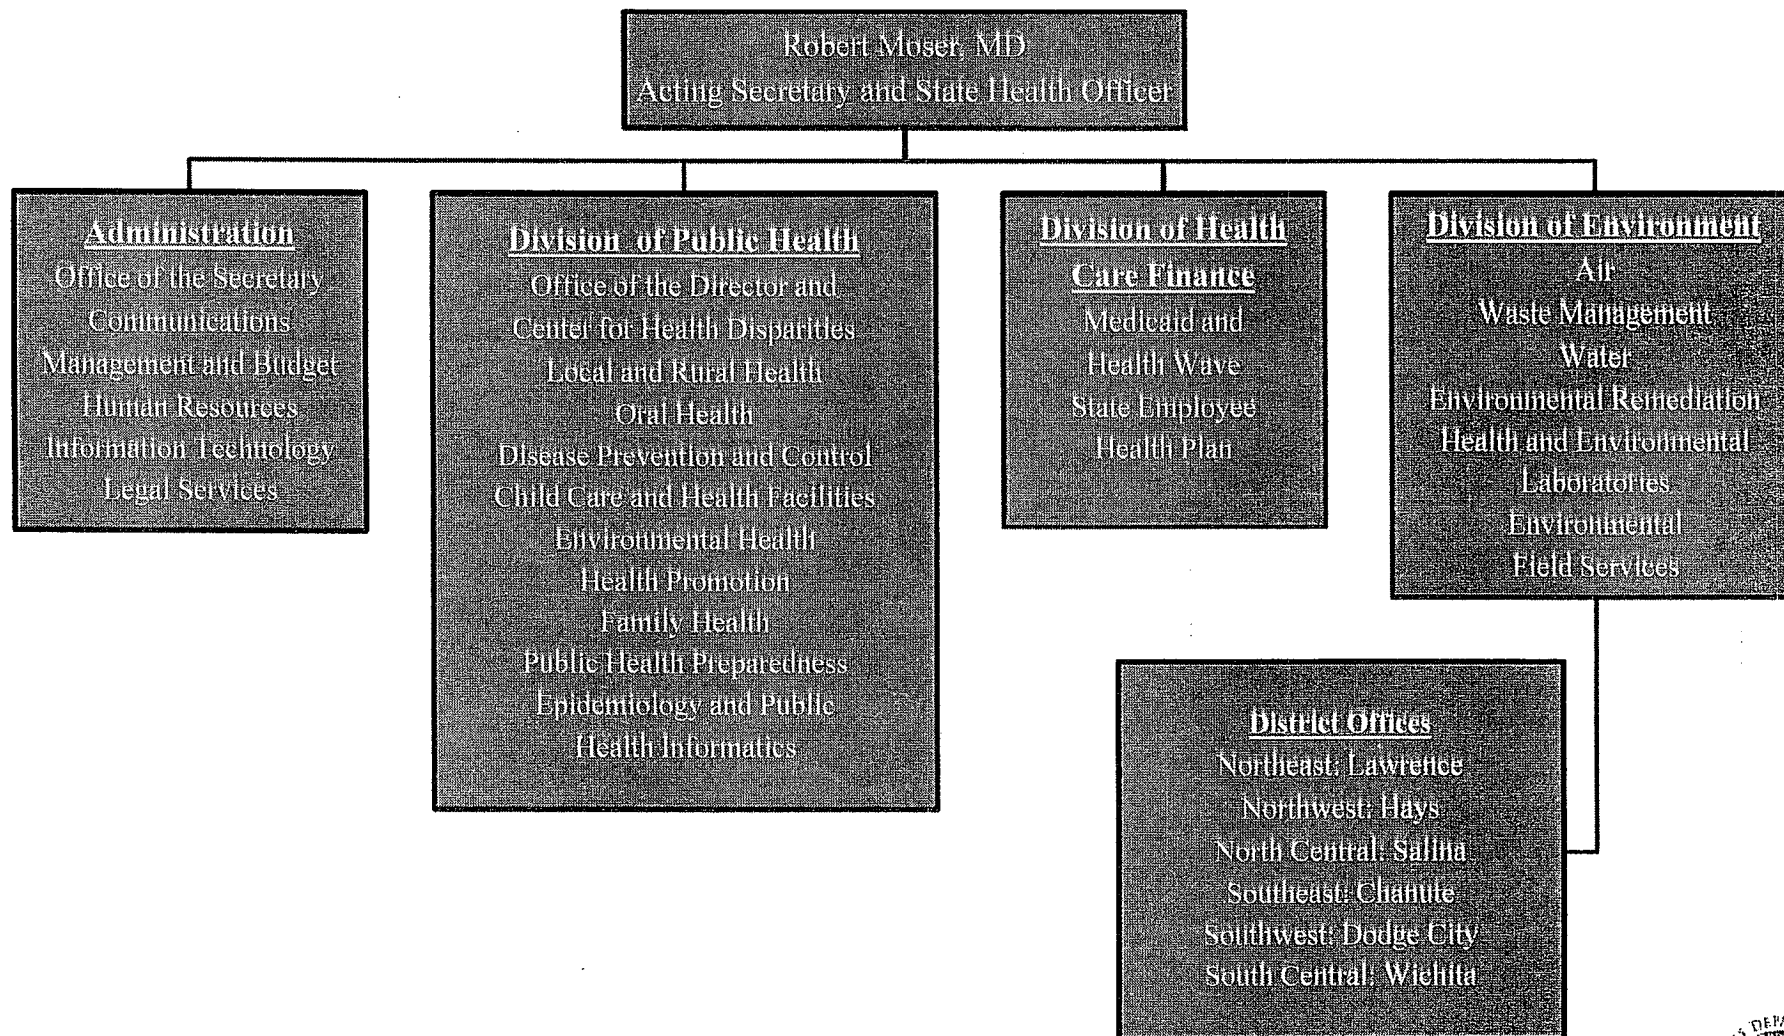 Robert Moser, MD
Acting Secretary and State Health Officer
Administration
Office of the Secretary
Communications
Management and Budget
Human Resources
Information Technology
Legal Services
Division of Public Health
Office of the Director and
Center for Health Disparities
Local and Rural Health
Oral Health
Disease Prevention and Control
Child Care and Health Facilities
Environmental Health
Health Promotion
Family Health
Public Health Preparedness
Epidemiology and Public
Health Informatics
Division of Health
Care Finance
Medicaid and
Health Wave
State Employee
Health Plan
Division of Environment
Air
Waste Management
Water
Environmental Remediation
Health and Environmental
Laboratories
Environmental
Field Services
District Offices
Northeast: Lawrence
Northwest: Hays
North Central: Salina
Southeast: Chanute
Southwest: Dodge City
South Central: Wichita